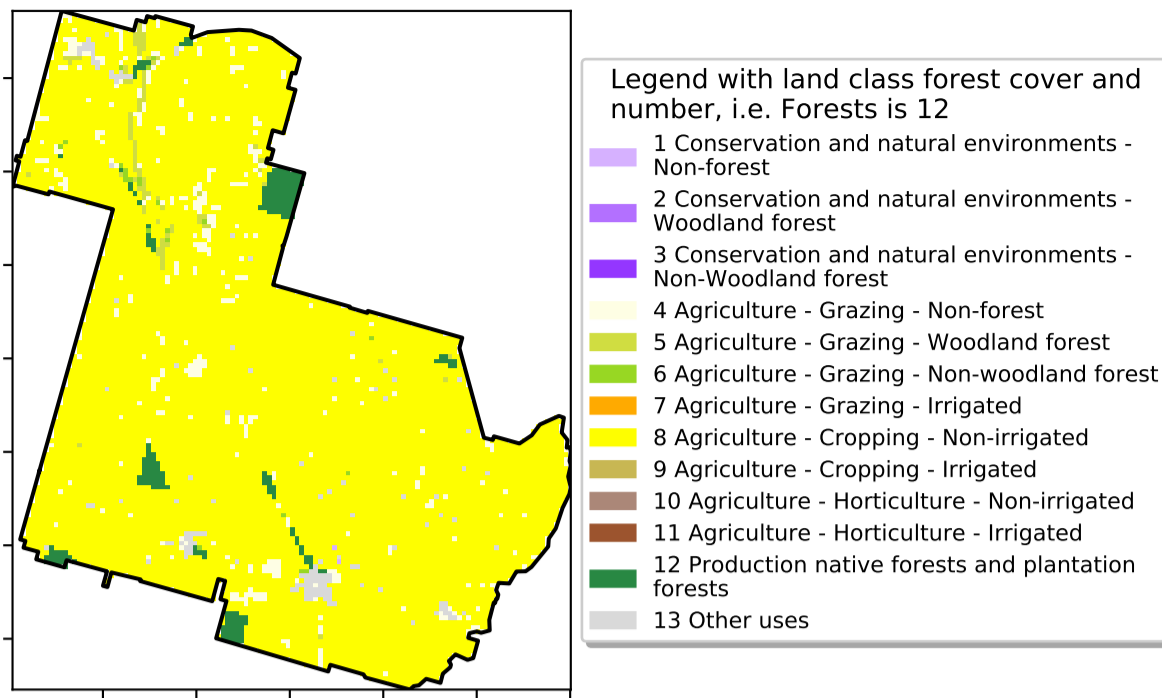 Legend with land class forest cover and
number, i.e. Forests is 12
1 Conservation and natural environments -
Non-forest
2 Conservation and natural environments -
Woodland forest
3 Conservation and natural environments -
Non-Woodland forest
4 Agriculture - Grazing - Non-forest
5 Agriculture - Grazing - Woodland forest
6 Agriculture - Grazing - Non-woodland forest
7 Agriculture - Grazing - Irrigated
8 Agriculture - Cropping - Non-irrigated
9 Agriculture - Cropping - Irrigated
10 Agriculture - Horticulture - Non-irrigated
11 Agriculture - Horticulture - Irrigated
12 Production native forests and plantation
forests
13 Other uses